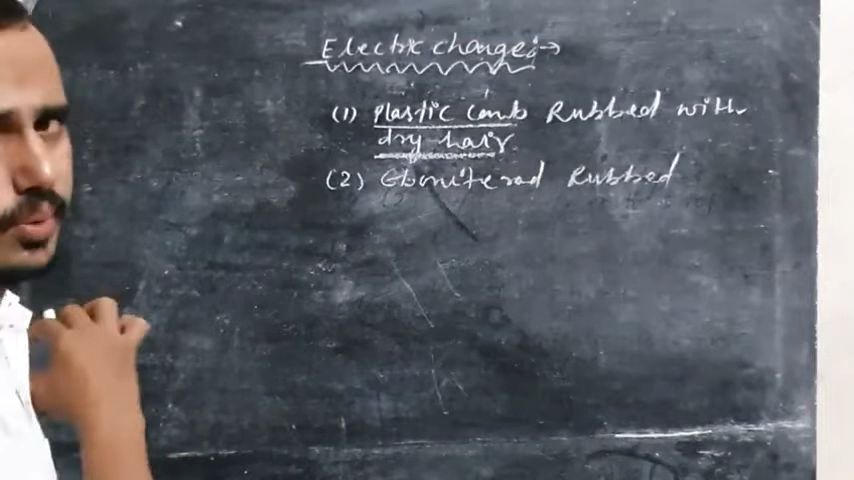 Electric charge:→
(1) Plastic comb Rubbed with
dry hair
(2) Ebonite rod Rubbed